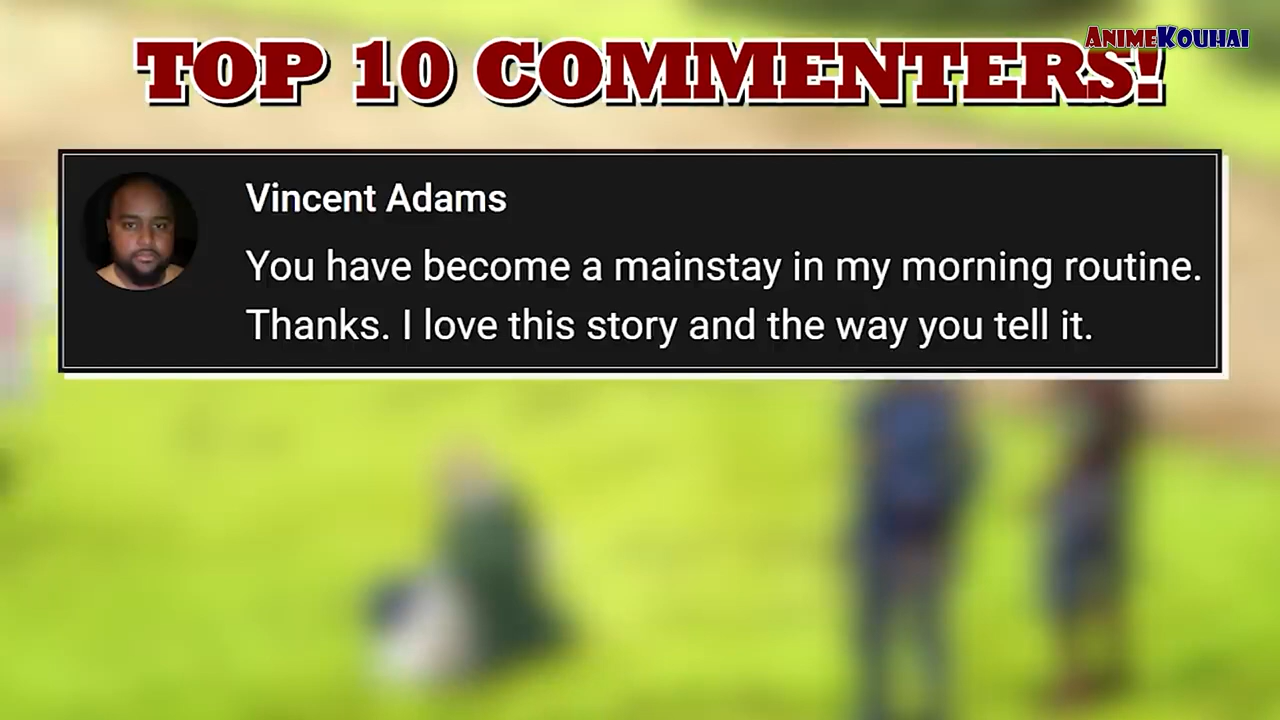 AnimeKouhai
TOP 10 COMMENTERS!
Vincent Adams
You have become a mainstay in my morning routine.
Thanks. I love this story and the way you tell it.